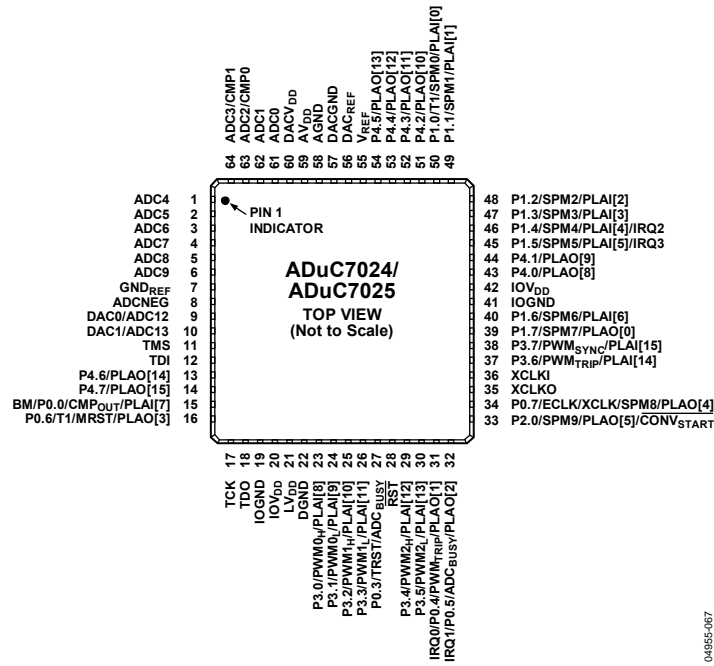 64 ADC3/CMP1
63 ADC2/CMP0
62 ADC1
61 ADC0
60 DACVDD
59 AVDD
58 AGND
57 DACGND
56 DACREF
55 VREF
54 P4.5/PLAO[13]
53 P4.4/PLAO[12]
52 P4.3/PLAO[11]
51 P4.2/PLAO[10]
50 P1.0/T1/SPM0/PLAI[0]
49 P1.1/SPM1/PLAI[1]
ADC4 1
ADC5 2
ADC6 3
ADC7 4
ADC8 5
ADC9 6
GNDREF 7
ADCNEG 8
DAC0/ADC12 9
DAC1/ADC13 10
TMS 11
TDI 12
P4.6/PLAO[14] 13
P4.7/PLAO[15] 14
BM/P0.0/CMPOUT/PLAI[7] 15
P0.6/T1/MRST/PLAO[3] 16
PIN 1
INDICATOR
ADuC7024/
ADuC7025
TOP VIEW
(Not to Scale)
48 P1.2/SPM2/PLAI[2]
47 P1.3/SPM3/PLAI[3]
46 P1.4/SPM4/PLAI[4]/IRQ2
45 P1.5/SPM5/PLAI[5]/IRQ3
44 P4.1/PLAO[9]
43 P4.0/PLAO[8]
42 IOVDD
41 IOGND
40 P1.6/SPM6/PLAI[6]
39 P1.7/SPM7/PLAO[0]
38 P3.7/PWMSYNC/PLAI[15]
37 P3.6/PWMTRIP/PLAI[14]
36 XCLKI
35 XCLKO
34 P0.7/ECLK/XCLK/SPM8/PLAO[4]
33 P2.0/SPM9/PLAO[5]/CONVSTART
TCK 17
TDO 18
IOGND 19
IOVDD 20
LVDD 21
DGND 22
P3.0/PWM0H/PLAI[8] 23
P3.1/PWM0L/PLAI[9] 24
P3.2/PWM1H/PLAI[10] 25
P3.3/PWM1L/PLAI[11] 26
P0.3/TRST/ADCBUSY 27
RST 28
P3.4/PWM2H/PLAI[12] 29
P3.5/PWM2L/PLAI[13] 30
IRQ0/P0.4/PWMTRIP/PLAO[1] 31
IRQ1/P0.5/ADCBUSY/PLAO[2] 32
04955-067